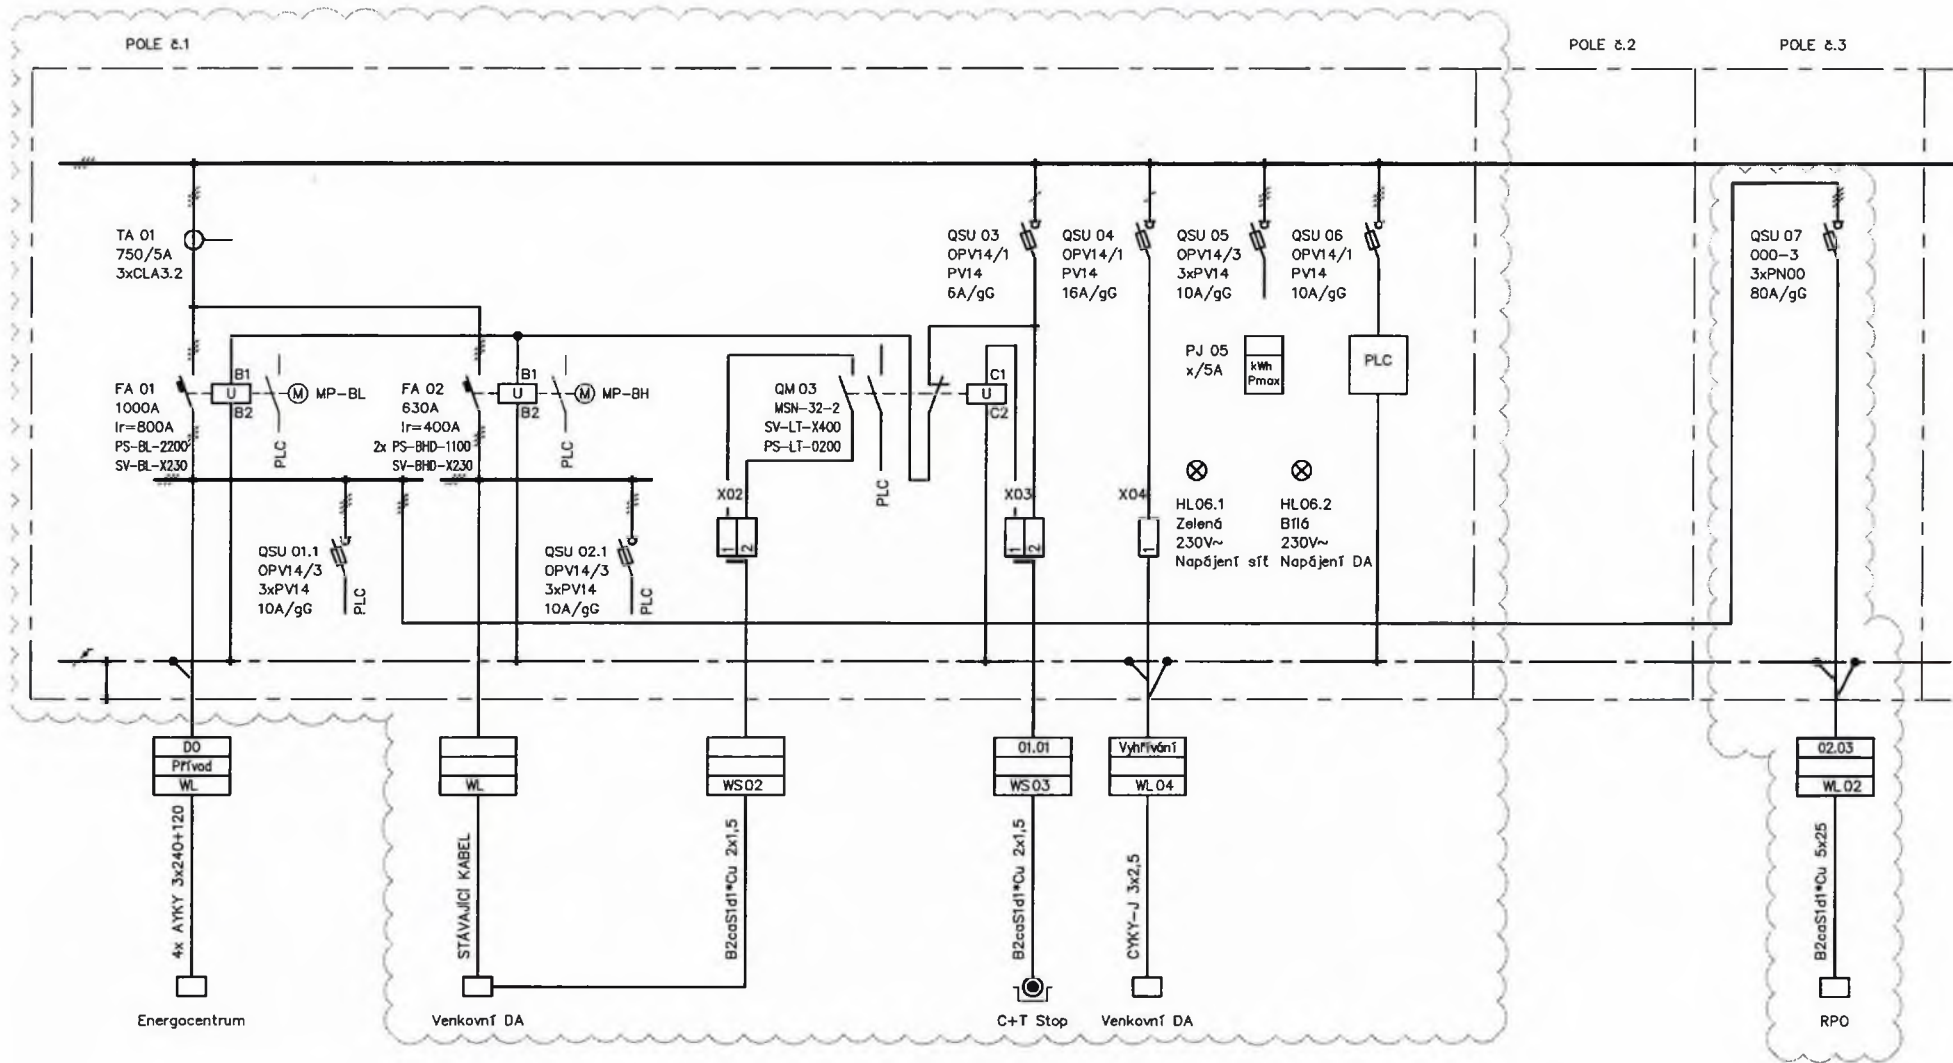 POLE č.1
POLE č.2
POLE č.3
TA 01
750/5A
3xCLA3.2
QSU 03
OPV14/1
PV14
6A/gG
QSU 04
OPV14/1
PV14
16A/gG
QSU 05
OPV14/3
3xPV14
10A/gG
QSU 06
OPV14/1
PV14
10A/gG
QSU 07
000-3
3xPN00
80A/gG
FA 01
1000A
Ir=800A
PS-BL-2200
SV-BL-X230
B1
U
B2
M
MP-BL
PLC
FA 02
630A
Ir=400A
2x PS-BHD-1100
SV-BHD-X230
B1
U
B2
M
MP-BH
PLC
QM 03
MSN-32-2
SV-LT-X400
PS-LT-0200
PLC
C1
U
C2
PJ 05
x/5A
kWh
Pmax
PLC
QSU 01.1
OPV14/3
3xPV14
10A/gG
PLC
QSU 02.1
OPV14/3
3xPV14
10A/gG
PLC
X02
1
2
X03
1
2
X04
1
HL06.1
Zelená
230V~
Napájení síť
HL06.2
Bílá
230V~
Napájení DA
DO
Přívod
WL
WL
WS02
01.01
WS03
Vyhřívání
WL04
02.03
WL02
4x AYKY 3x240+120
STÁVAJÍCÍ KABEL
B2caS1d1*Cu 2x1,5
B2caS1d1*Cu 2x1,5
CYKY-J 3x2,5
B2caS1d1*Cu 5x25
Energocentrum
Venkovní DA
C+T Stop
Venkovní DA
RPO